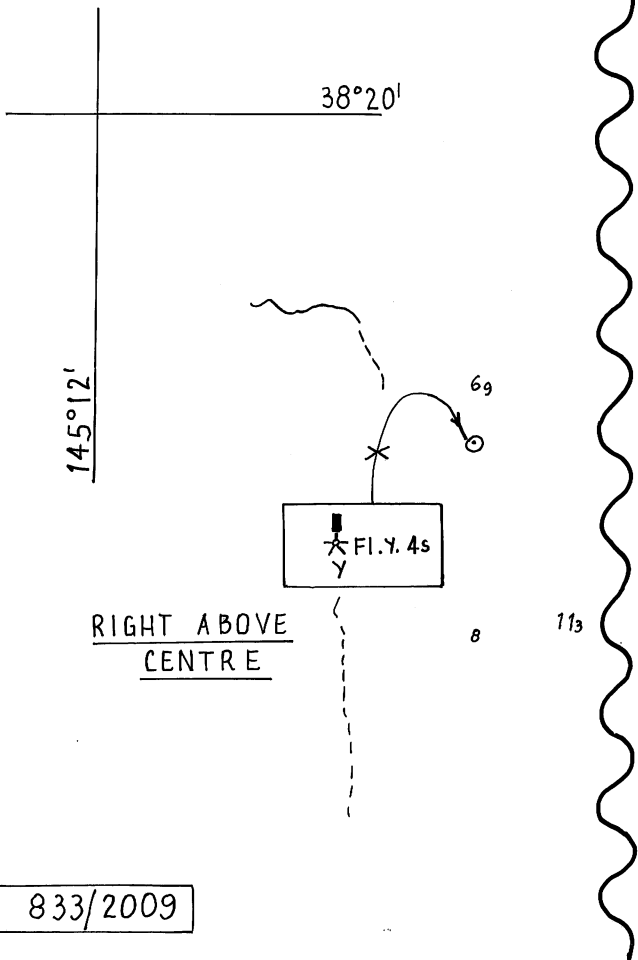 38°20'
145°12'
6₉
Fl.Y.4s
Y
RIGHT ABOVE
CENTRE
8
11₃
833/2009